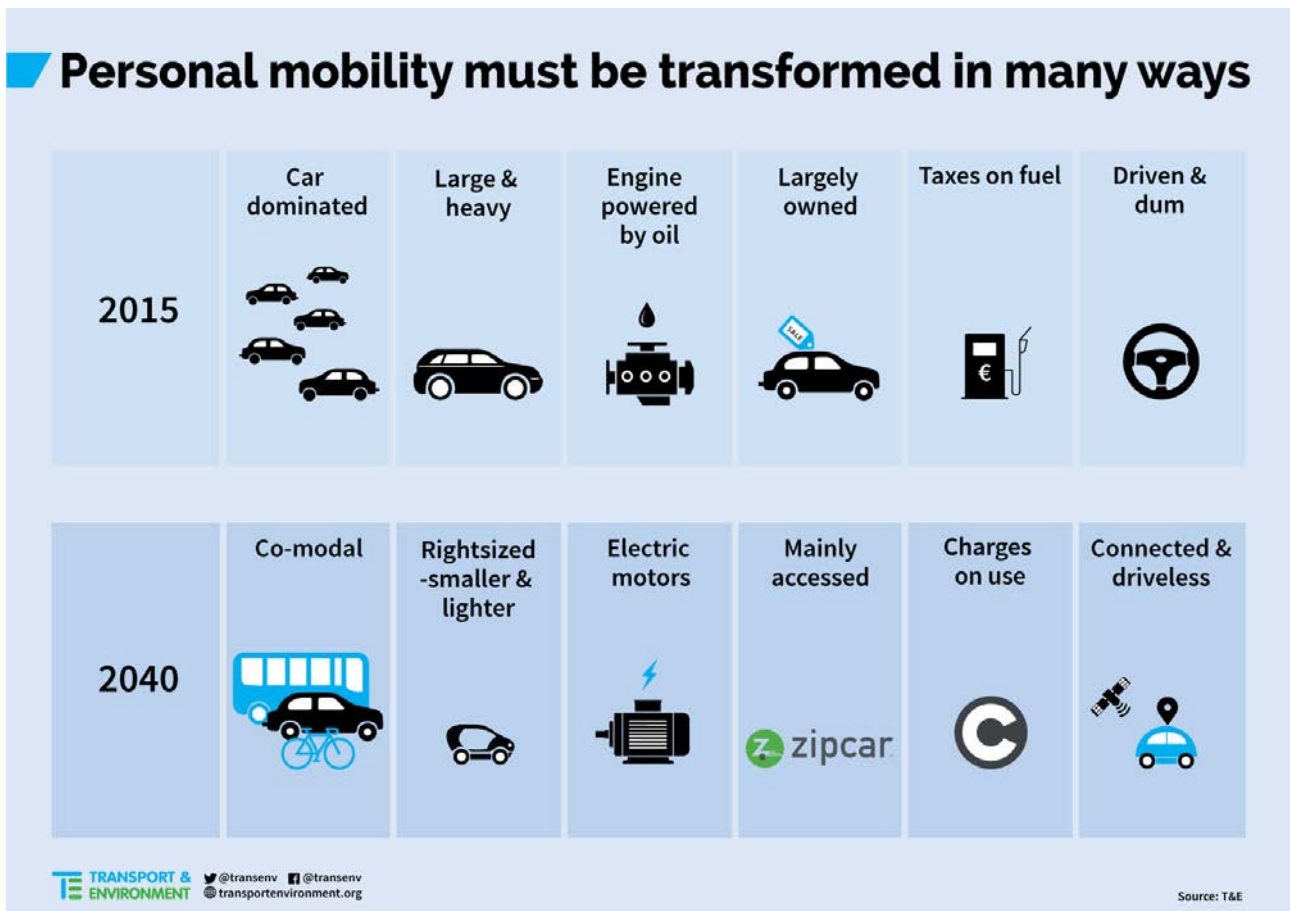 Personal mobility must be transformed in many ways
2015
Car
dominated
Large &
heavy
Engine
powered
by oil
Largely
owned
SALE
Taxes on fuel
€
Driven &
dum
2040
Co-modal
Rightsized
-smaller &
lighter
Electric
motors
Mainly
accessed
Z zipcar
Charges
on use
C
Connected &
driveless
TE TRANSPORT &
ENVIRONMENT
@transenv @transenv
transportenvironment.org
Source: T&E